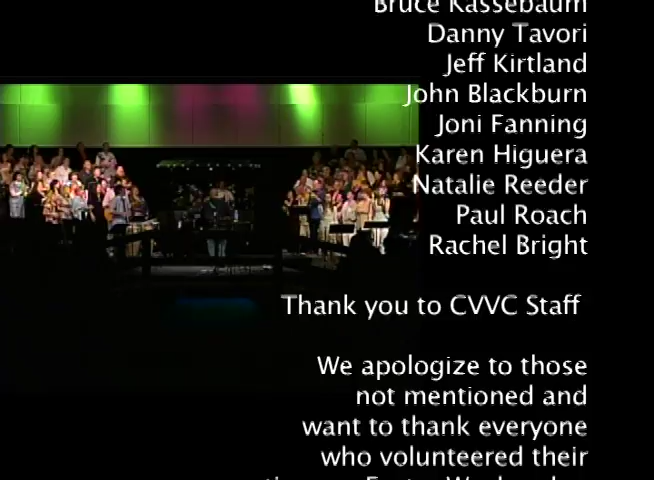 Bruce Kassebaum
Danny Tavori
Jeff Kirtland
John Blackburn
Joni Fanning
Karen Higuera
Natalie Reeder
Paul Roach
Rachel Bright
Thank you to CVVC Staff
We apologize to those
not mentioned and
want to thank everyone
who volunteered their